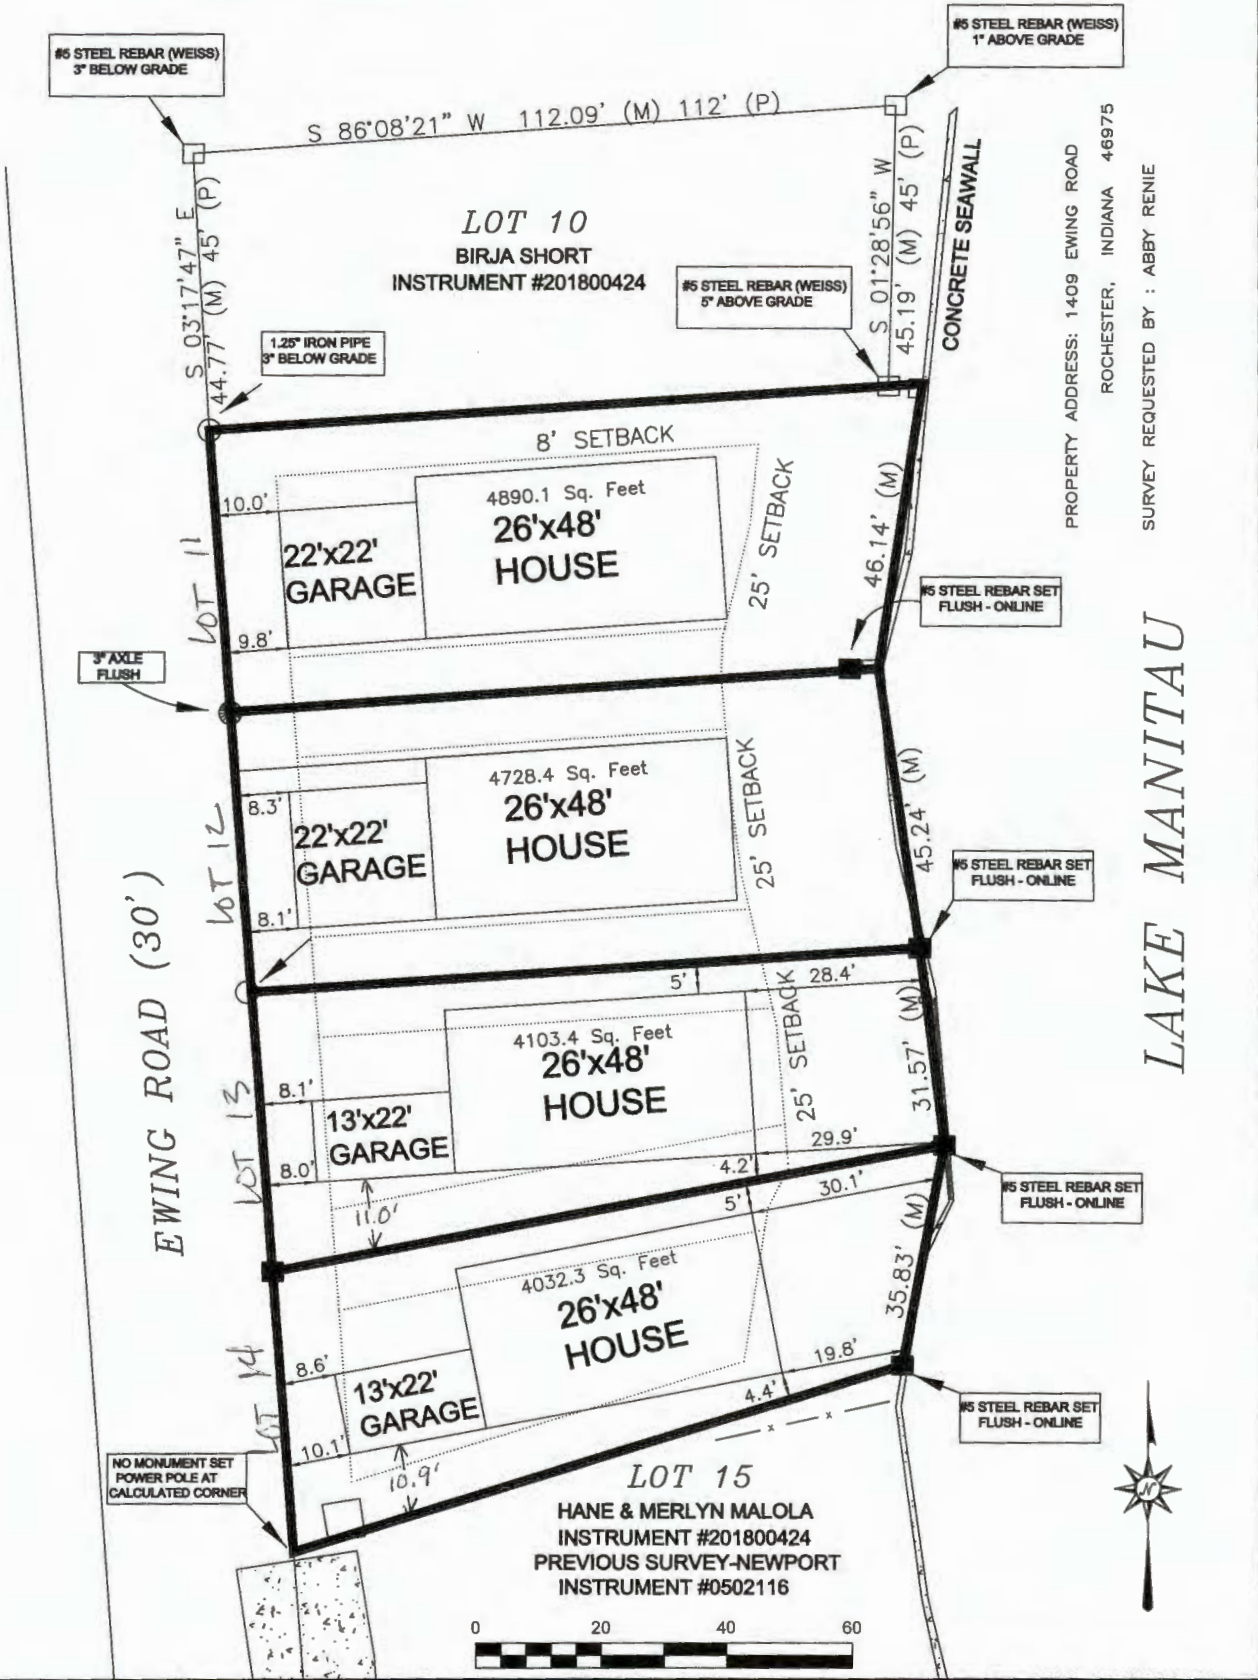 #5 STEEL REBAR (WEISS)
3" BELOW GRADE
#5 STEEL REBAR (WEISS)
1" ABOVE GRADE
S 86°08'21" W 112.09' (M) 112' (P)
S 03°17'47" E
44.77' (M) 45' (P)
LOT 10
BIRJA SHORT
INSTRUMENT #201800424
#5 STEEL REBAR (WEISS)
5" ABOVE GRADE
S 01°28'56" W
45.19' (M) 45' (P)
CONCRETE SEAWALL
PROPERTY ADDRESS: 1409 EWING ROAD
ROCHESTER, INDIANA 46975
SURVEY REQUESTED BY : ABBY RENIE
1.25" IRON PIPE
3" BELOW GRADE
8' SETBACK
10.0'
4890.1 Sq. Feet
26'x48'
HOUSE
22'x22'
GARAGE
25' SETBACK
46.14' (M)
LOT 11
9.8'
#5 STEEL REBAR SET
FLUSH - ONLINE
3" AXLE
FLUSH
4728.4 Sq. Feet
26'x48'
HOUSE
8.3'
22'x22'
GARAGE
25' SETBACK
45.24' (M)
LOT 12
8.1'
#5 STEEL REBAR SET
FLUSH - ONLINE
LAKE MANITAU
EWING ROAD (30')
5'
28.4'
4103.4 Sq. Feet
26'x48'
HOUSE
25' SETBACK
31.57' (M)
8.1'
13'x22'
GARAGE
LOT 13
8.0'
29.9'
4.2'
11.0'
#5 STEEL REBAR SET
FLUSH - ONLINE
5'
30.1'
4032.3 Sq. Feet
26'x48'
HOUSE
35.83' (M)
LOT 14
8.6'
13'x22'
GARAGE
19.8'
4.4'
10.1'
10.9'
#5 STEEL REBAR SET
FLUSH - ONLINE
NO MONUMENT SET
POWER POLE AT
CALCULATED CORNER
x x
LOT 15
HANE & MERLYN MALOLA
INSTRUMENT #201800424
PREVIOUS SURVEY-NEWPORT
INSTRUMENT #0502116
N
0 20 40 60